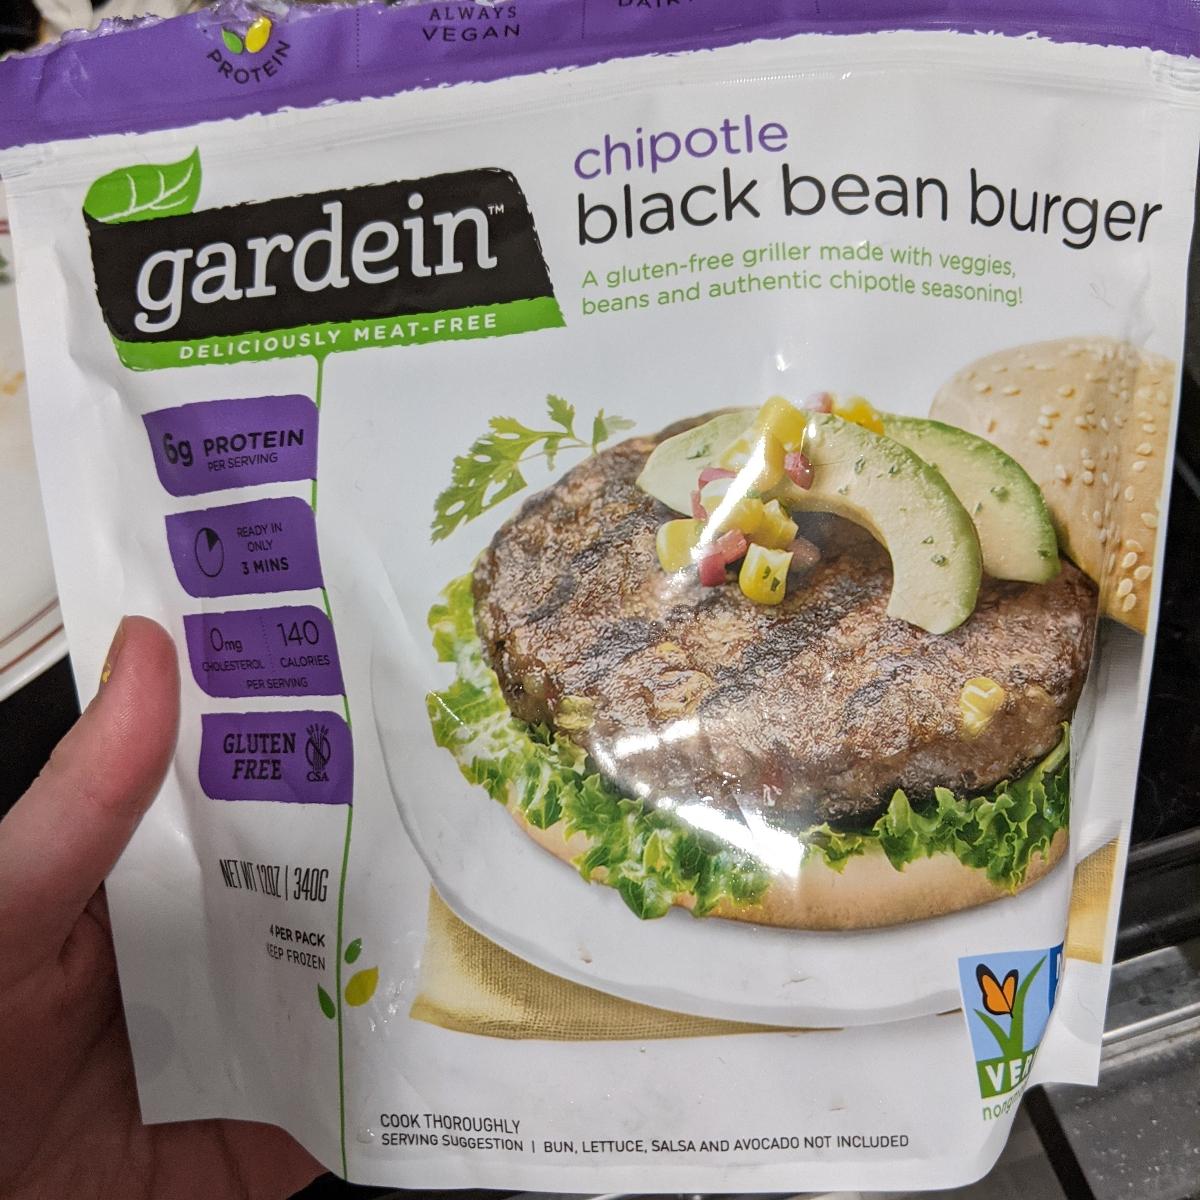 PROTEIN
ALWAYS
VEGAN
gardein™
DELICIOUSLY MEAT-FREE
chipotle
black bean burger
A gluten-free griller made with veggies,
beans and authentic chipotle seasoning!
6g PROTEIN
PER SERVING
READY IN
ONLY
3 MINS
0mg
CHOLESTEROL
140
CALORIES
PER SERVING
GLUTEN
FREE
CSA
NET WT 12OZ | 340G
4 PER PACK
KEEP FROZEN
COOK THOROUGHLY
SERVING SUGGESTION | BUN, LETTUCE, SALSA AND AVOCADO NOT INCLUDED